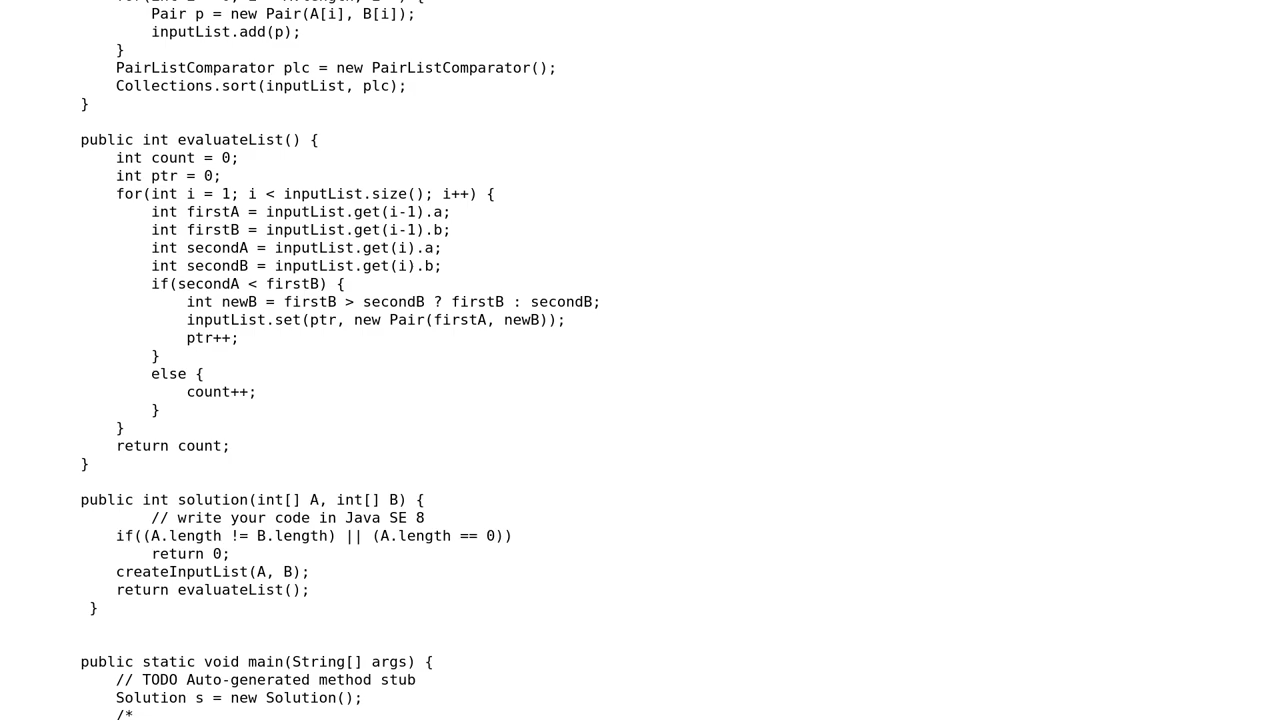 Pair p = new Pair(A[i], B[i]);
inputList.add(p);
}
PairListComparator plc = new PairListComparator();
Collections.sort(inputList, plc);
}
public int evaluateList() {
int count = 0;
int ptr = 0;
for(int i = 1; i < inputList.size(); i++) {
int firstA = inputList.get(i-1).a;
int firstB = inputList.get(i-1).b;
int secondA = inputList.get(i).a;
int secondB = inputList.get(i).b;
if(secondA < firstB) {
int newB = firstB > secondB ? firstB : secondB;
inputList.set(ptr, new Pair(firstA, newB));
ptr++;
}
else {
count++;
}
}
return count;
}
public int solution(int[] A, int[] B) {
// write your code in Java SE 8
if((A.length != B.length) || (A.length == 0))
return 0;
createInputList(A, B);
return evaluateList();
}
public static void main(String[] args) {
// TODO Auto-generated method stub
Solution s = new Solution();
/*